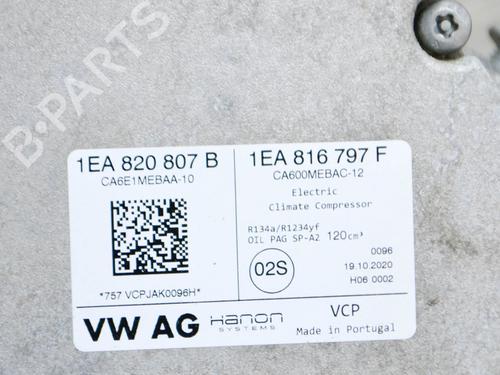 B-PARTS
1EA 820 807 B
CA6E1MEBAA-10
*757 VCPJAK0096H*
VW AG
HANON
SYSTEMS
1EA 816 797 F
CA600MEBAC-12
Electric
Climate Compressor
R134a/R1234yf
OIL PAG SP-A2 120cm³
02S
0096
19.10.2020
H06 0002
VCP
Made in Portugal